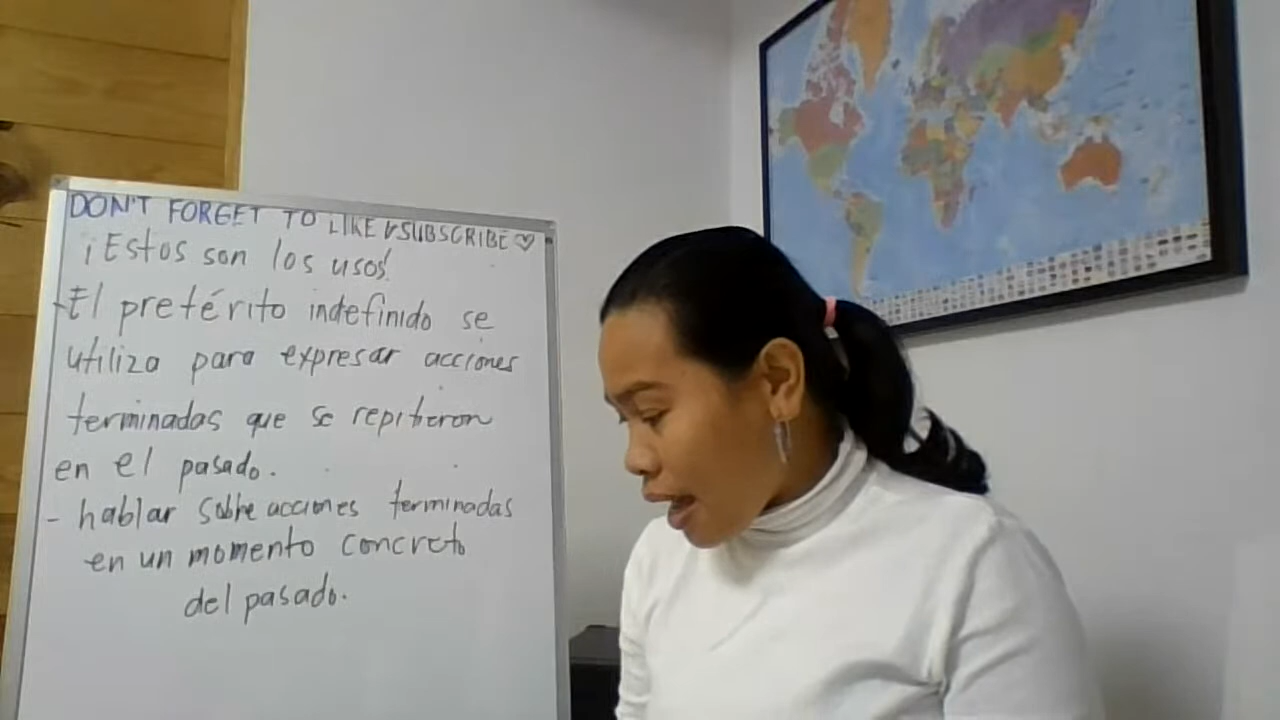 DON'T FORGET TO LIKE & SUBSCRIBE ♡
¡Estos son los usos!
-El pretérito indefinido se
utiliza para expresar acciones
terminadas que se repitieron
en el pasado.
- hablar sobre acciones terminadas
en un momento concreto
del pasado.